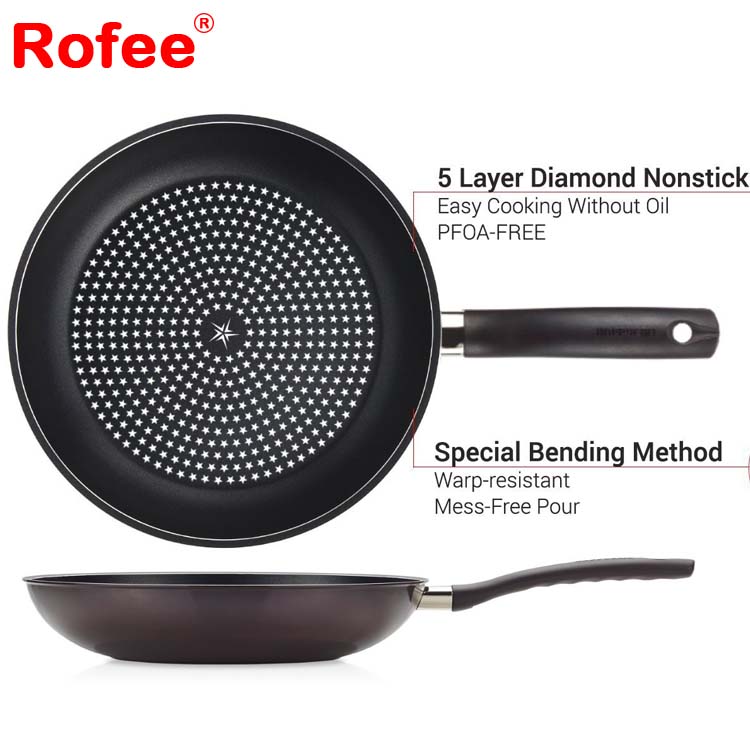 Rofee®
5 Layer Diamond Nonstick
Easy Cooking Without Oil
PFOA-FREE
Special Bending Method
Warp-resistant
Mess-Free Pour